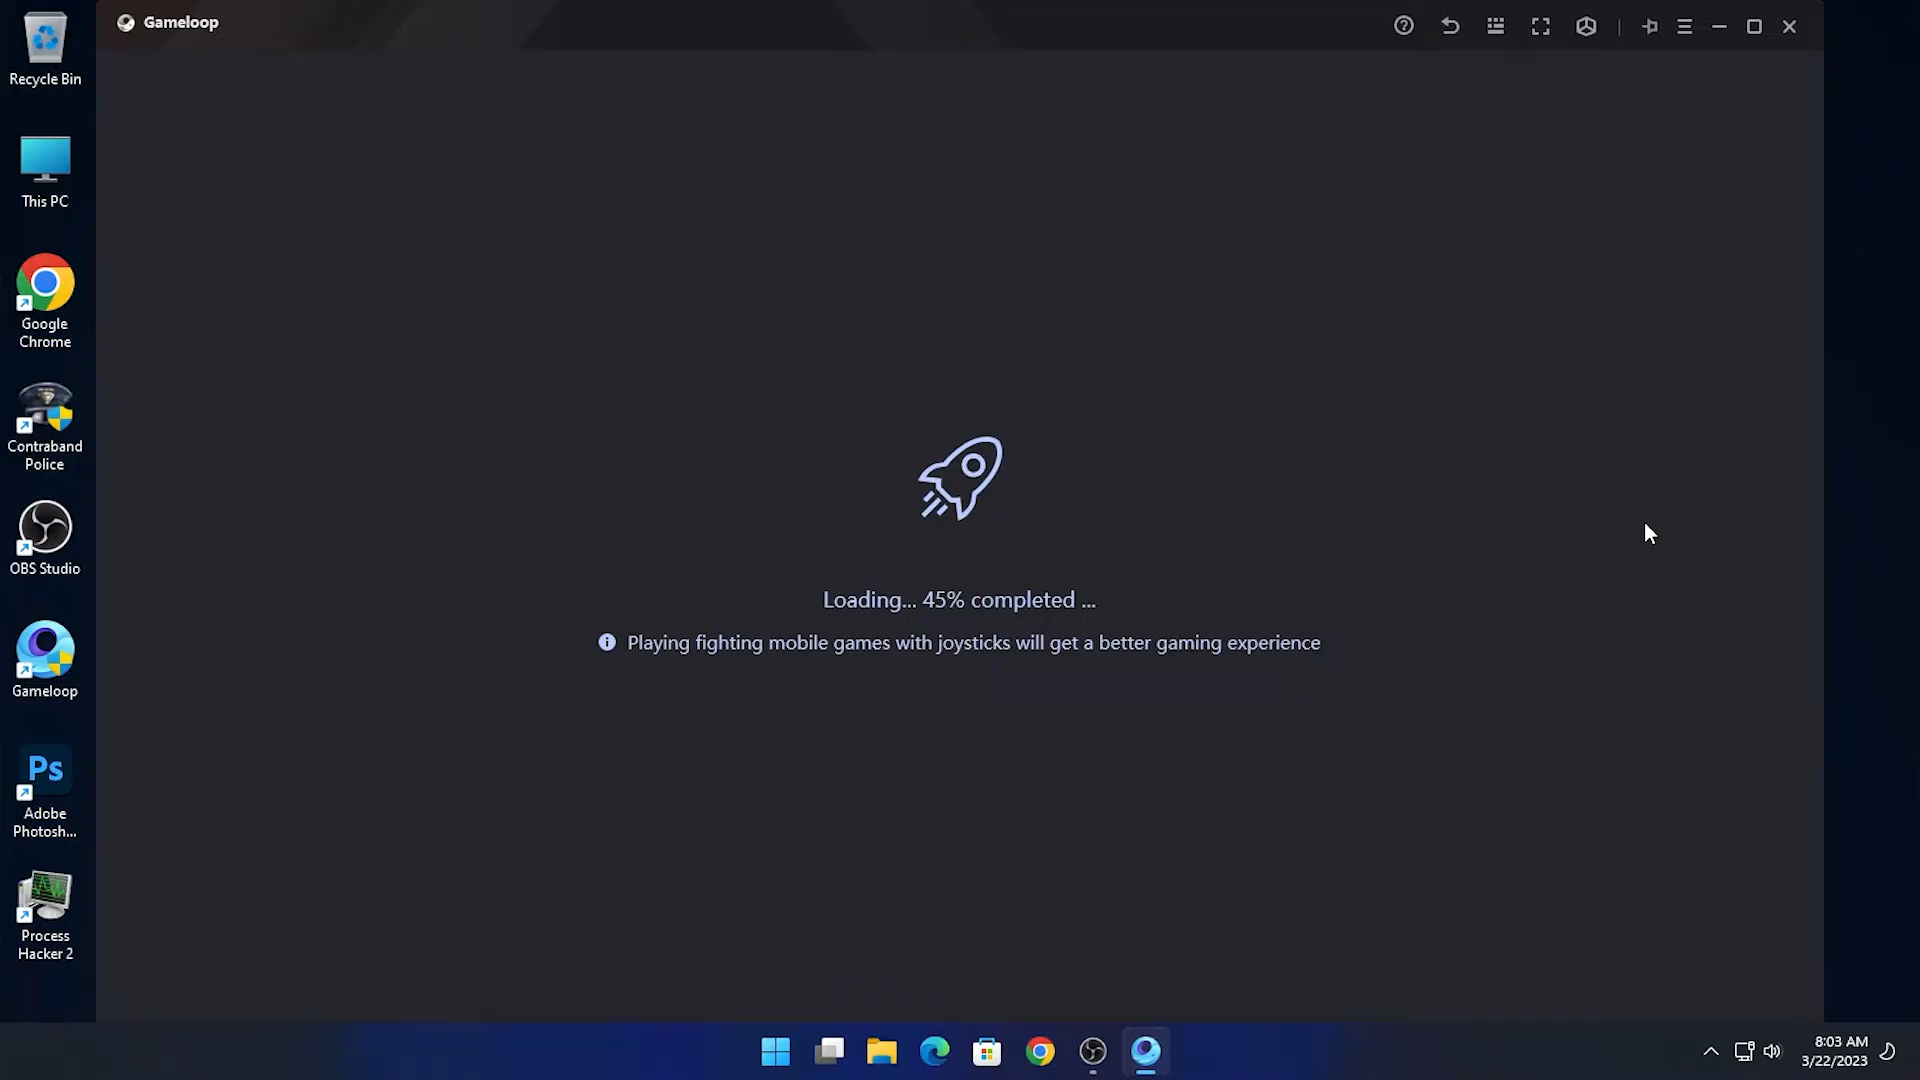 Gameloop
Recycle Bin
This PC
Google
Chrome
Contraband
Police
OBS Studio
Gameloop
Ps
Adobe
Photosh...
Process
Hacker 2
Loading... 45% completed ...
Playing fighting mobile games with joysticks will get a better gaming experience
8:03 AM
3/22/2023